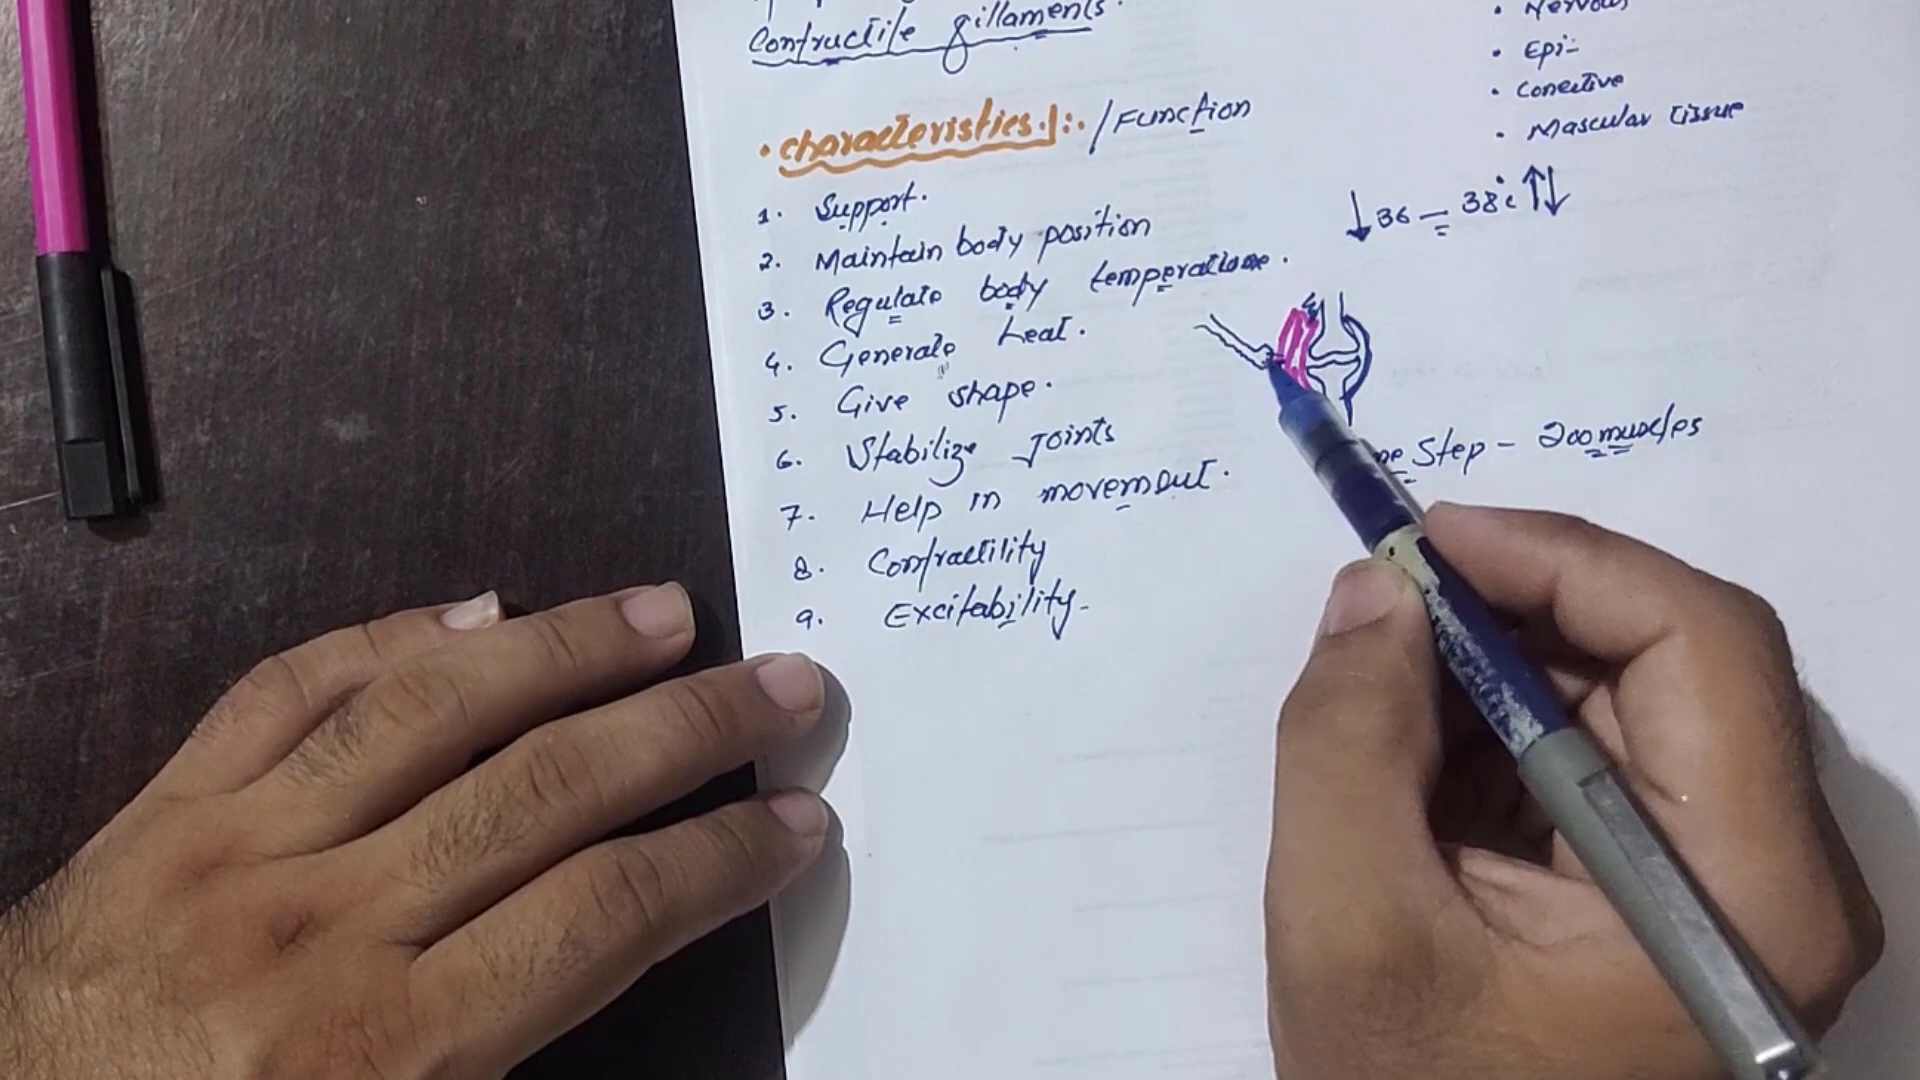 Contructile gillaments.
• Characteristics :- / Function
1. Support.
2. Maintain body position
3. Regulate body temperature.
4. Generate heat.
5. Give shape.
6. Stabilize Joints
7. Help in movement.
8. Contractility
9. Excitability-
• Nervous
• Epi-
• Conective
• Mascular tissue
↓36 – 38°c ↑↓
Step - 200 muscles